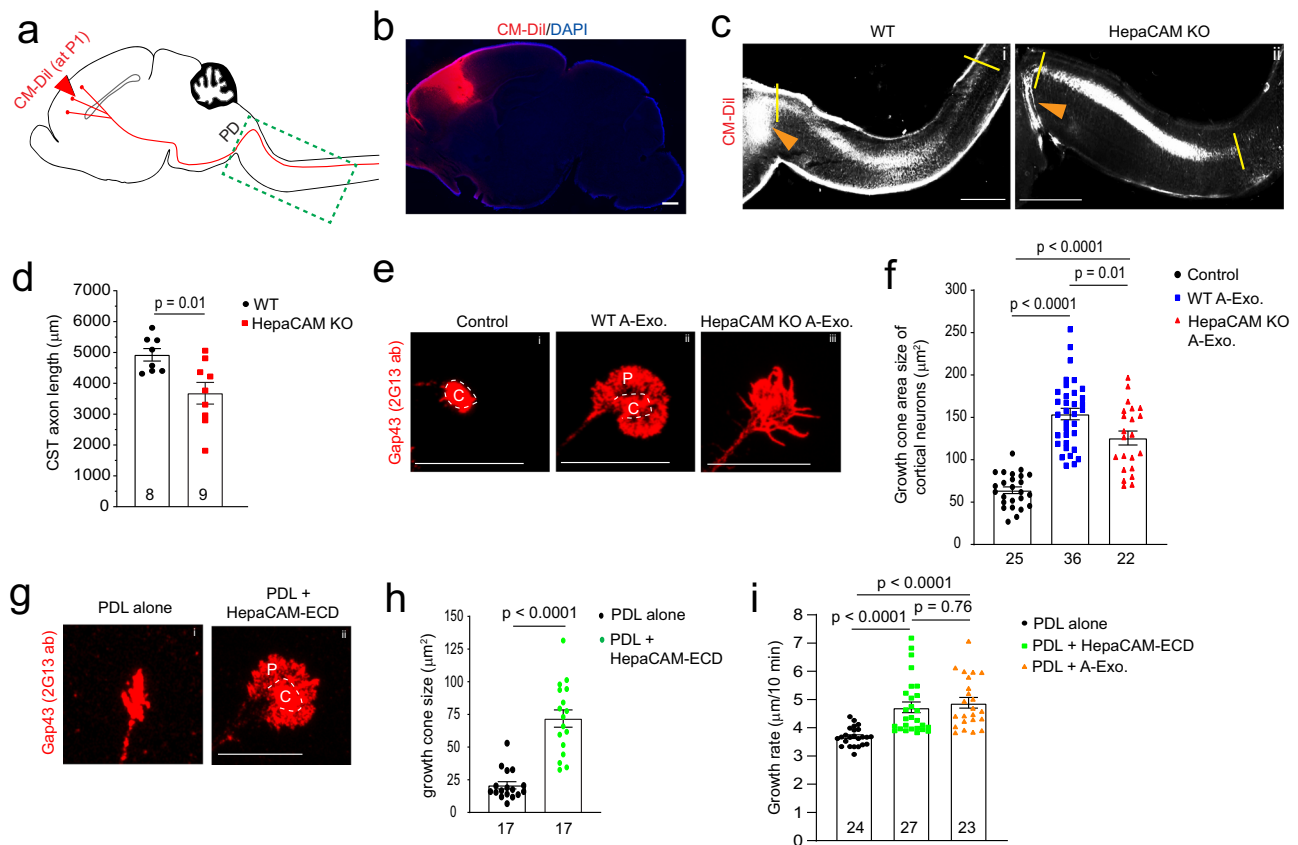 a
CM-DiI (at P1)
PD
b
CM-DiI/DAPI
c
WT
HepaCAM KO
CM-DiI
i
ii
d
CST axon length (μm)
7000
6000
5000
4000
3000
2000
1000
0
p = 0.01
WT
HepaCAM KO
8
9
e
Gap43 (2G13 ab)
Control
WT A-Exo.
HepaCAM KO A-Exo.
i
ii
iii
C
P
C
f
Growth cone area size of
cortical neurons (μm²)
300
250
200
150
100
50
0
p < 0.0001
p = 0.01
p < 0.0001
Control
WT A-Exo.
HepaCAM KO
A-Exo.
25
36
22
g
Gap43 (2G13 ab)
PDL alone
PDL +
HepaCAM-ECD
i
ii
P
C
h
growth cone size (μm²)
150
125
100
75
50
25
0
p < 0.0001
PDL alone
PDL +
HepaCAM-ECD
17
17
i
Growth rate (μm/10 min)
8
7
6
5
4
3
2
1
0
p < 0.0001
p < 0.0001
p = 0.76
PDL alone
PDL + HepaCAM-ECD
PDL + A-Exo.
24
27
23